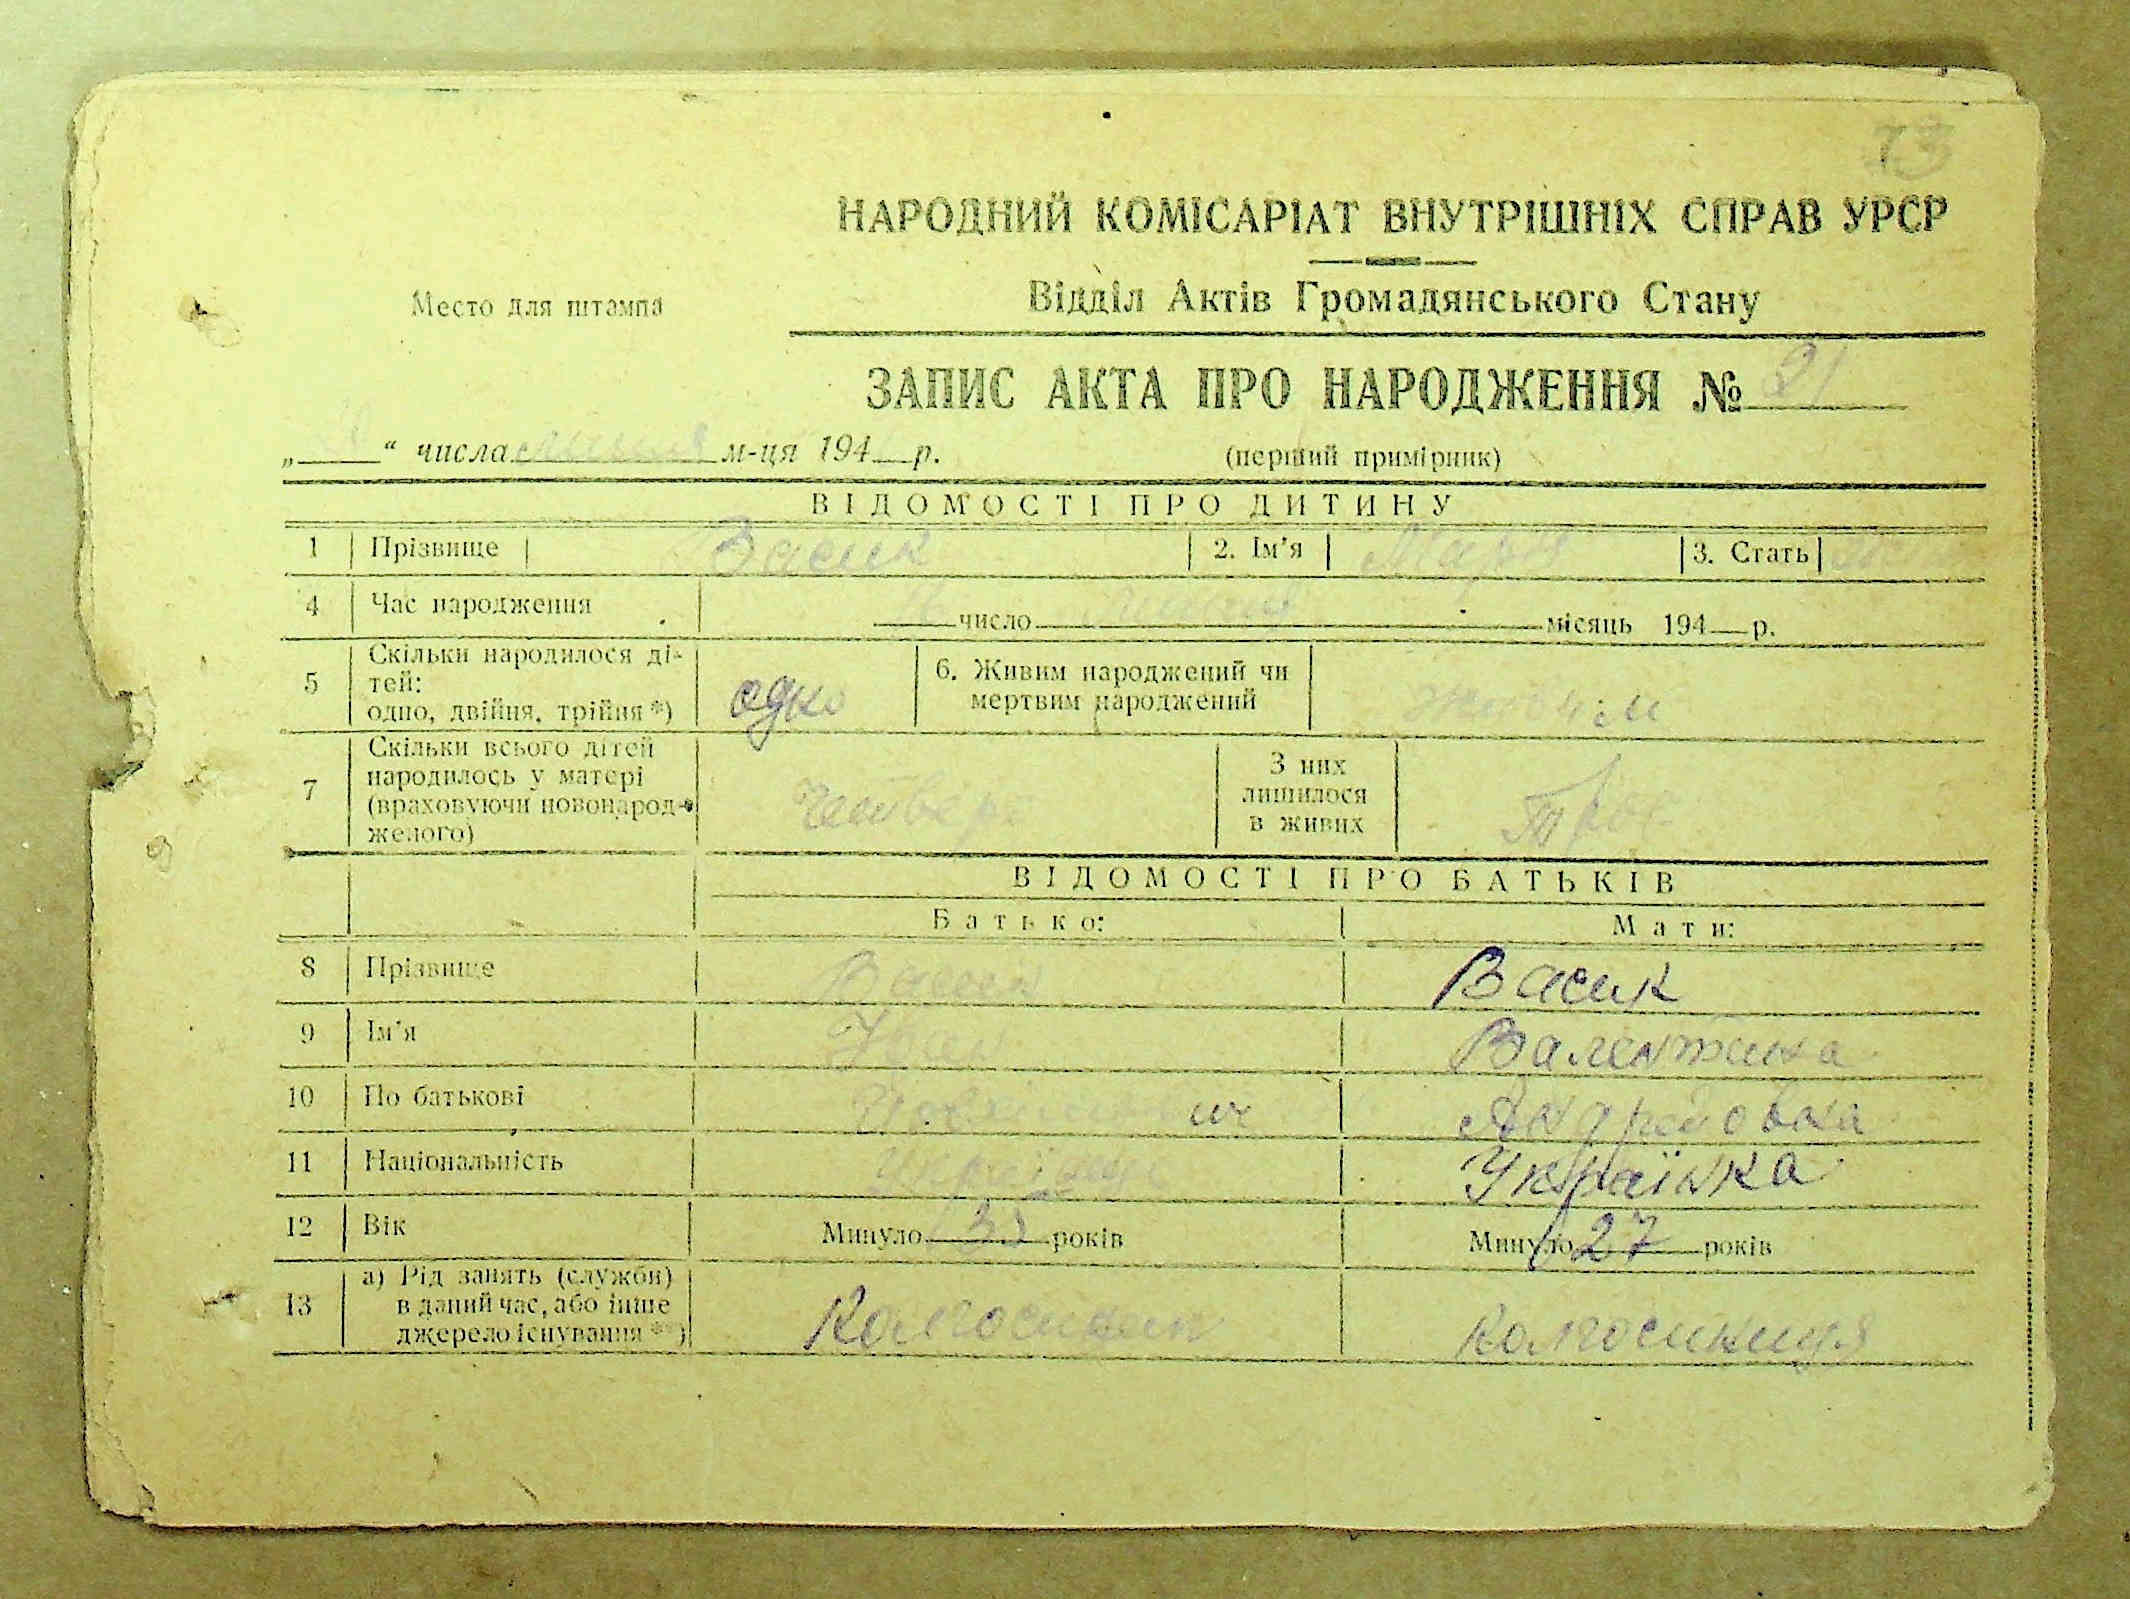 73
НАРОДНИЙ КОМІСАРІАТ ВНУТРІШНІХ СПРАВ УРСР
Место для штампа
Відділ Актів Громадянського Стану
ЗАПИС АКТА ПРО НАРОДЖЕННЯ № 31
„ “ числа липня м-ця 194 р.
(перший примірник)
ВІДОМОСТІ ПРО ДИТИНУ
1 Прізвище Васик 2. Ім'я Марія 3. Стать
4 Час народження число місяць 194 р.
5 Скільки народилося дітей: одно, двійня, трійня *) одно 6. Живим народжений чи мертвим народжений живим
7 Скільки всього дітей народилось у матері (враховуючи новонародженого) четверо З них лишилося в живих Троє
ВІДОМОСТІ ПРО БАТЬКІВ
Батько: Мати:
8 Прізвище Васик Васик
9 Ім'я Іван Валентина
10 По батькові Андреовна
11 Національність Українець Українка
12 Вік Минуло років Минуло 27 років
13 а) Рід занять (служби) в даний час, або інше джерело існування *) Колгоспник колгоспниця